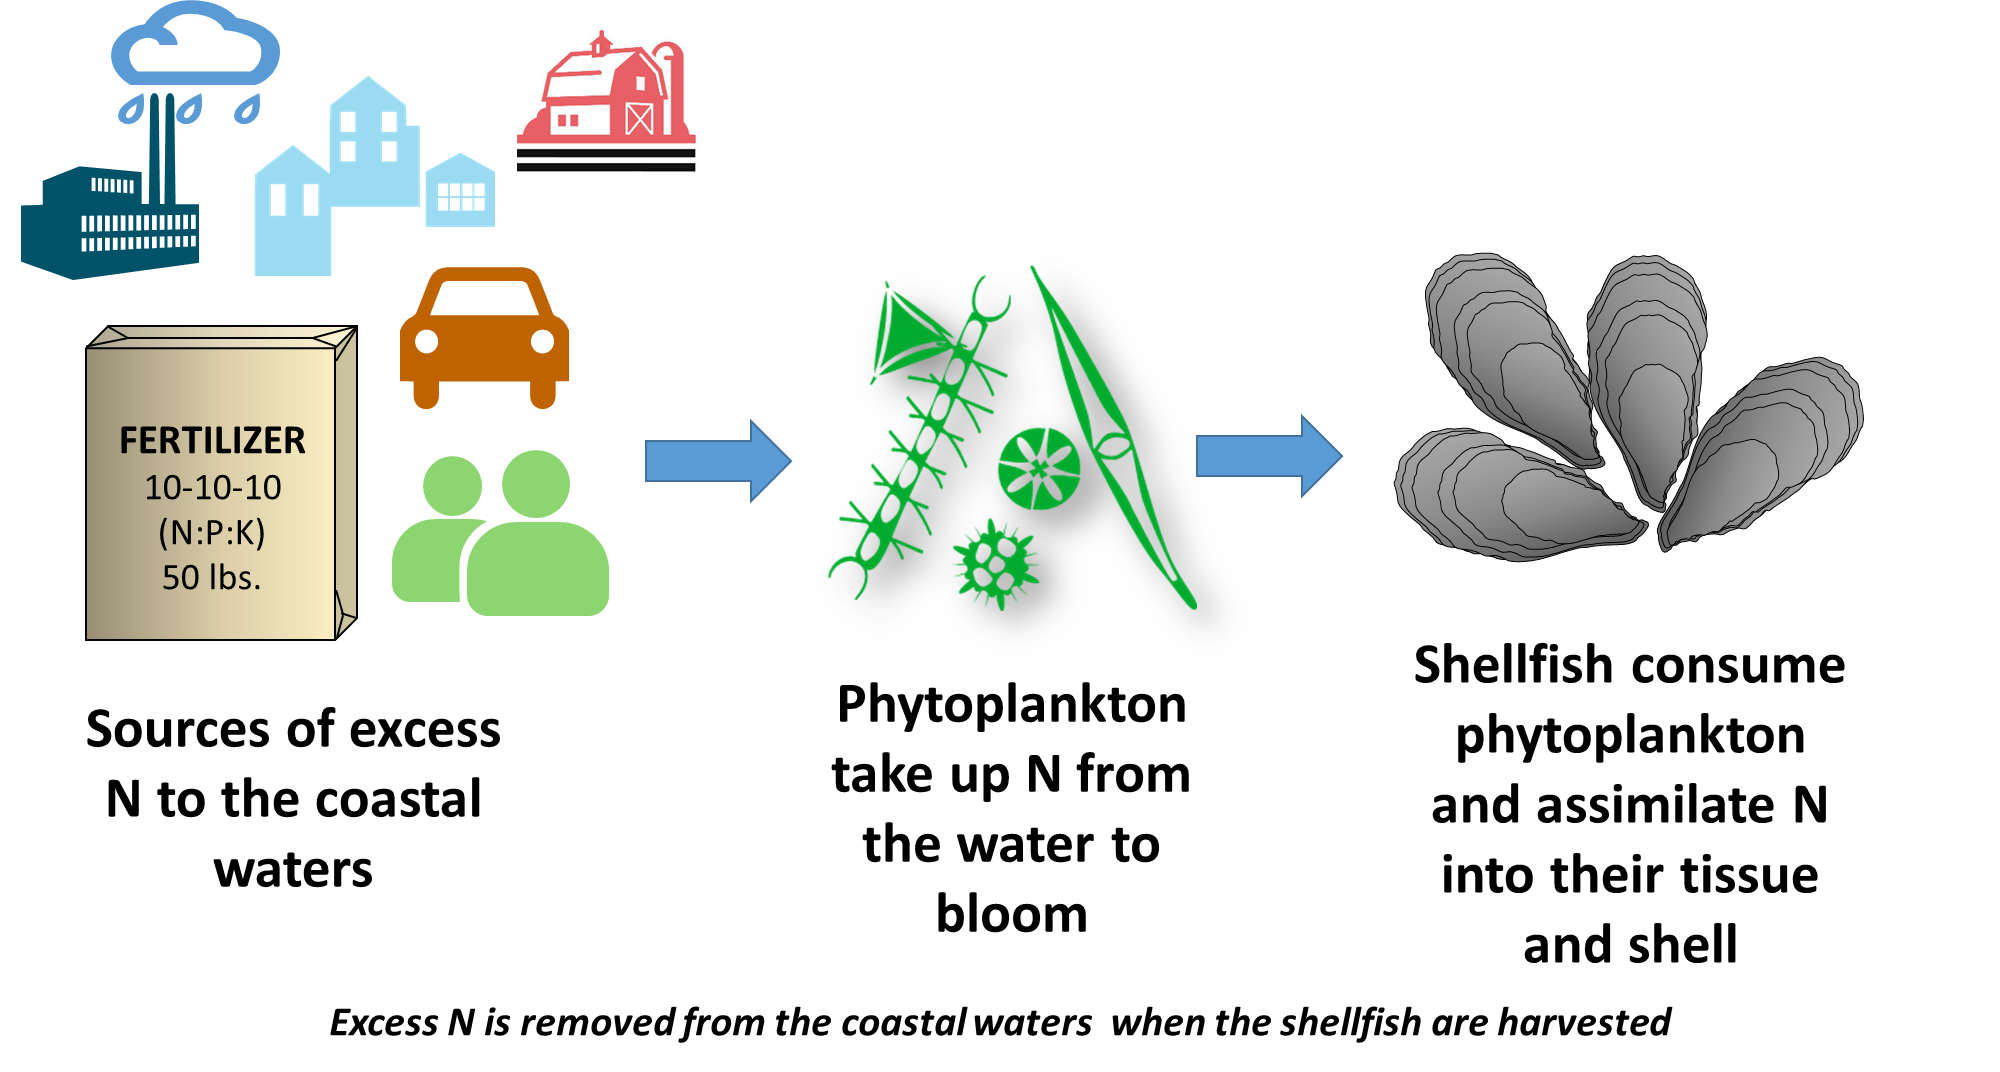 FERTILIZER
10-10-10
(N:P:K)
50 lbs.
Sources of excess
N to the coastal
waters
Phytoplankton
take up N from
the water to
bloom
Shellfish consume
phytoplankton
and assimilate N
into their tissue
and shell
Excess N is removed from the coastal waters  when the shellfish are harvested